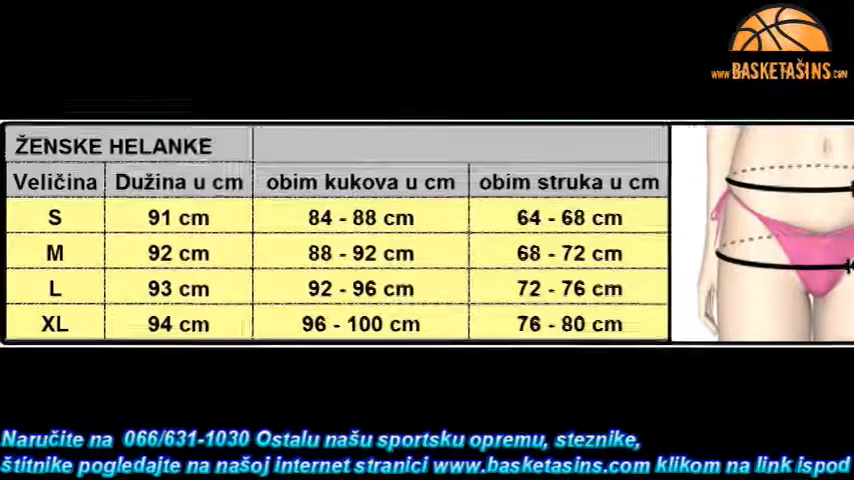 www.BASKETAŠINS.com
ŽENSKE HELANKE
Veličina Dužina u cm obim kukova u cm obim struka u cm
S 91 cm 84 - 88 cm 64 - 68 cm
M 92 cm 88 - 92 cm 68 - 72 cm
L 93 cm 92 - 96 cm 72 - 76 cm
XL 94 cm 96 - 100 cm 76 - 80 cm
Naručite na 066/631-1030 Ostalu našu sportsku opremu, steznike,
štitnike pogledajte na našoj internet stranici www.basketasins.com klikom na link ispod